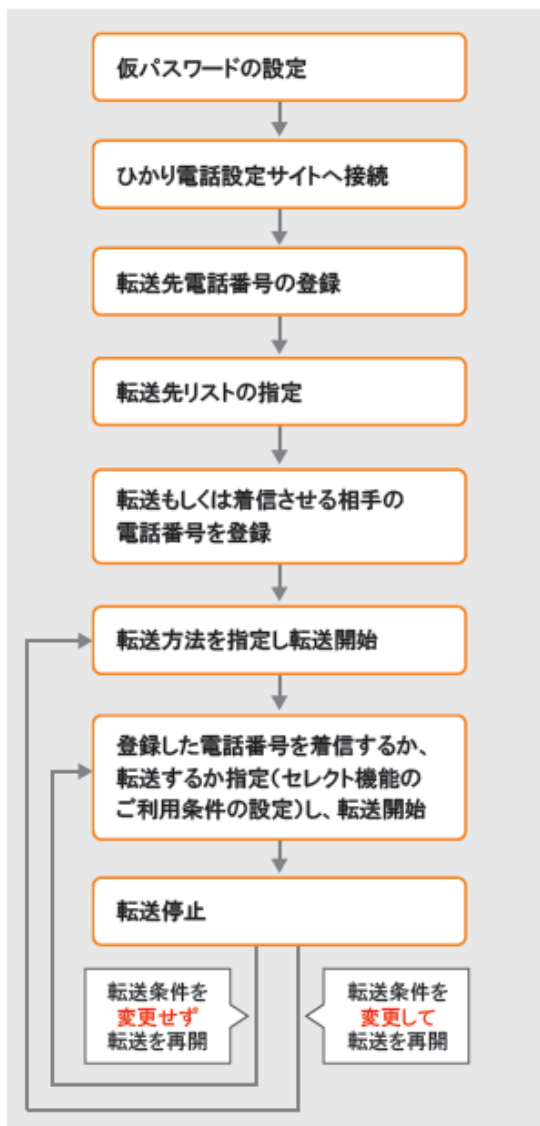 仮パスワードの設定
ひかり電話設定サイトへ接続
転送先電話番号の登録
転送先リストの指定
転送もしくは着信させる相手の
電話番号を登録
転送方法を指定し転送開始
登録した電話番号を着信するか、
転送するか指定(セレクト機能の
ご利用条件の設定)し、転送開始
転送停止
転送条件を
変更せず
転送を再開
転送条件を
変更して
転送を再開